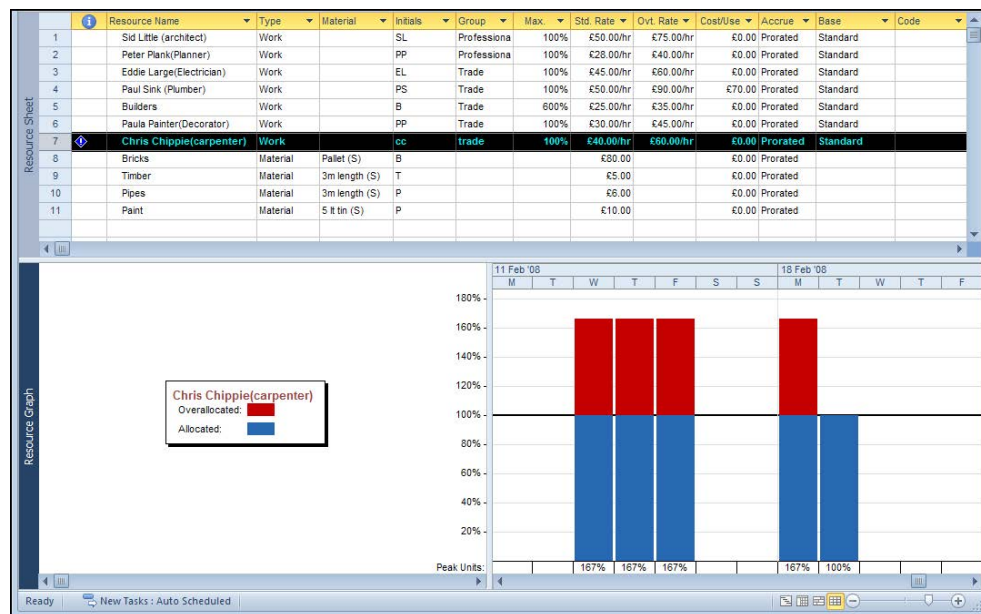 Resource Name Type Material Initials Group Max. Std. Rate Ovt. Rate Cost/Use Accrue Base Code
1 Sid Little (architect) Work SL Professiona 100% £50.00/hr £75.00/hr £0.00 Prorated Standard
2 Peter Plank(Planner) Work PP Professiona 100% £28.00/hr £40.00/hr £0.00 Prorated Standard
3 Eddie Large(Electrician) Work EL Trade 100% £45.00/hr £60.00/hr £0.00 Prorated Standard
4 Paul Sink (Plumber) Work PS Trade 100% £50.00/hr £90.00/hr £70.00 Prorated Standard
5 Builders Work B Trade 600% £25.00/hr £35.00/hr £0.00 Prorated Standard
6 Paula Painter(Decorator) Work PP Trade 100% £30.00/hr £45.00/hr £0.00 Prorated Standard
7 Chris Chippie(carpenter) Work cc trade 100% £40.00/hr £60.00/hr £0.00 Prorated Standard
8 Bricks Material Pallet (S) B £80.00 £0.00 Prorated
9 Timber Material 3m length (S) T £5.00 £0.00 Prorated
10 Pipes Material 3m length (S) P £6.00 £0.00 Prorated
11 Paint Material 5 lt tin (S) P £10.00 £0.00 Prorated
Resource Sheet
11 Feb '08 18 Feb '08
M T W T F S S M T W T F
180%
160%
140%
120%
100%
80%
60%
40%
20%
Chris Chippie(carpenter)
Overallocated:
Allocated:
Peak Units: 167% 167% 167% 167% 100%
Resource Graph
Ready New Tasks : Auto Scheduled